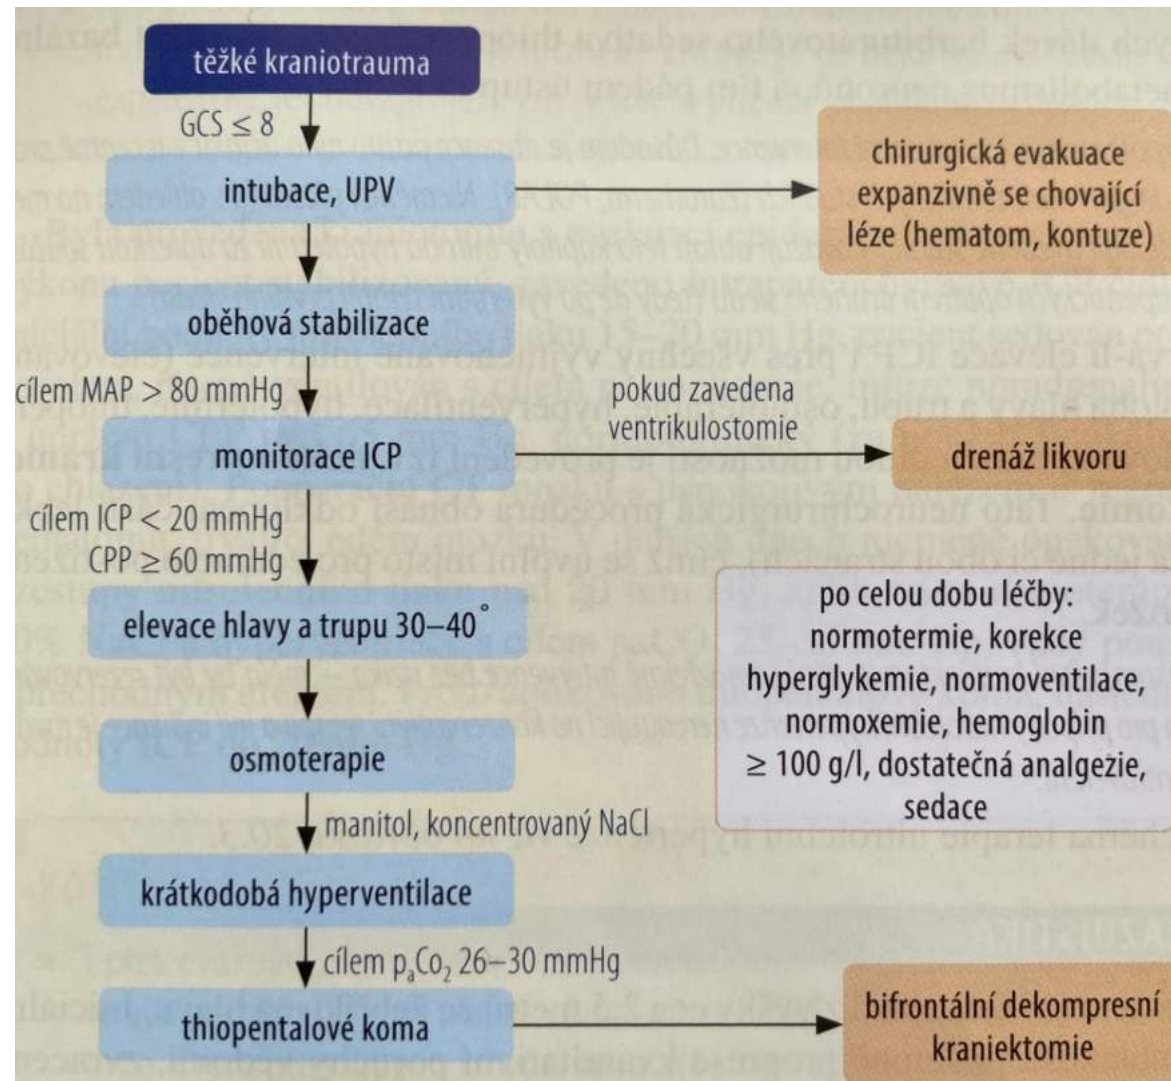 těžké kraniotrauma
GCS ≤ 8
intubace, UPV
chirurgická evakuace
expanzivně se chovající
léze (hematom, kontuze)
oběhová stabilizace
cílem MAP > 80 mmHg
monitorace ICP
pokud zavedena
ventrikulostomie
drenáž likvoru
cílem ICP < 20 mmHg
CPP ≥ 60 mmHg
elevace hlavy a trupu 30–40°
po celou dobu léčby:
normotermie, korekce
hyperglykemie, normoventilace,
normoxemie, hemoglobin
≥ 100 g/l, dostatečná analgezie,
sedace
osmoterapie
manitol, koncentrovaný NaCl
krátkodobá hyperventilace
cílem pₐCo₂ 26–30 mmHg
thiopentalové koma
bifrontální dekompresní
kraniektomie